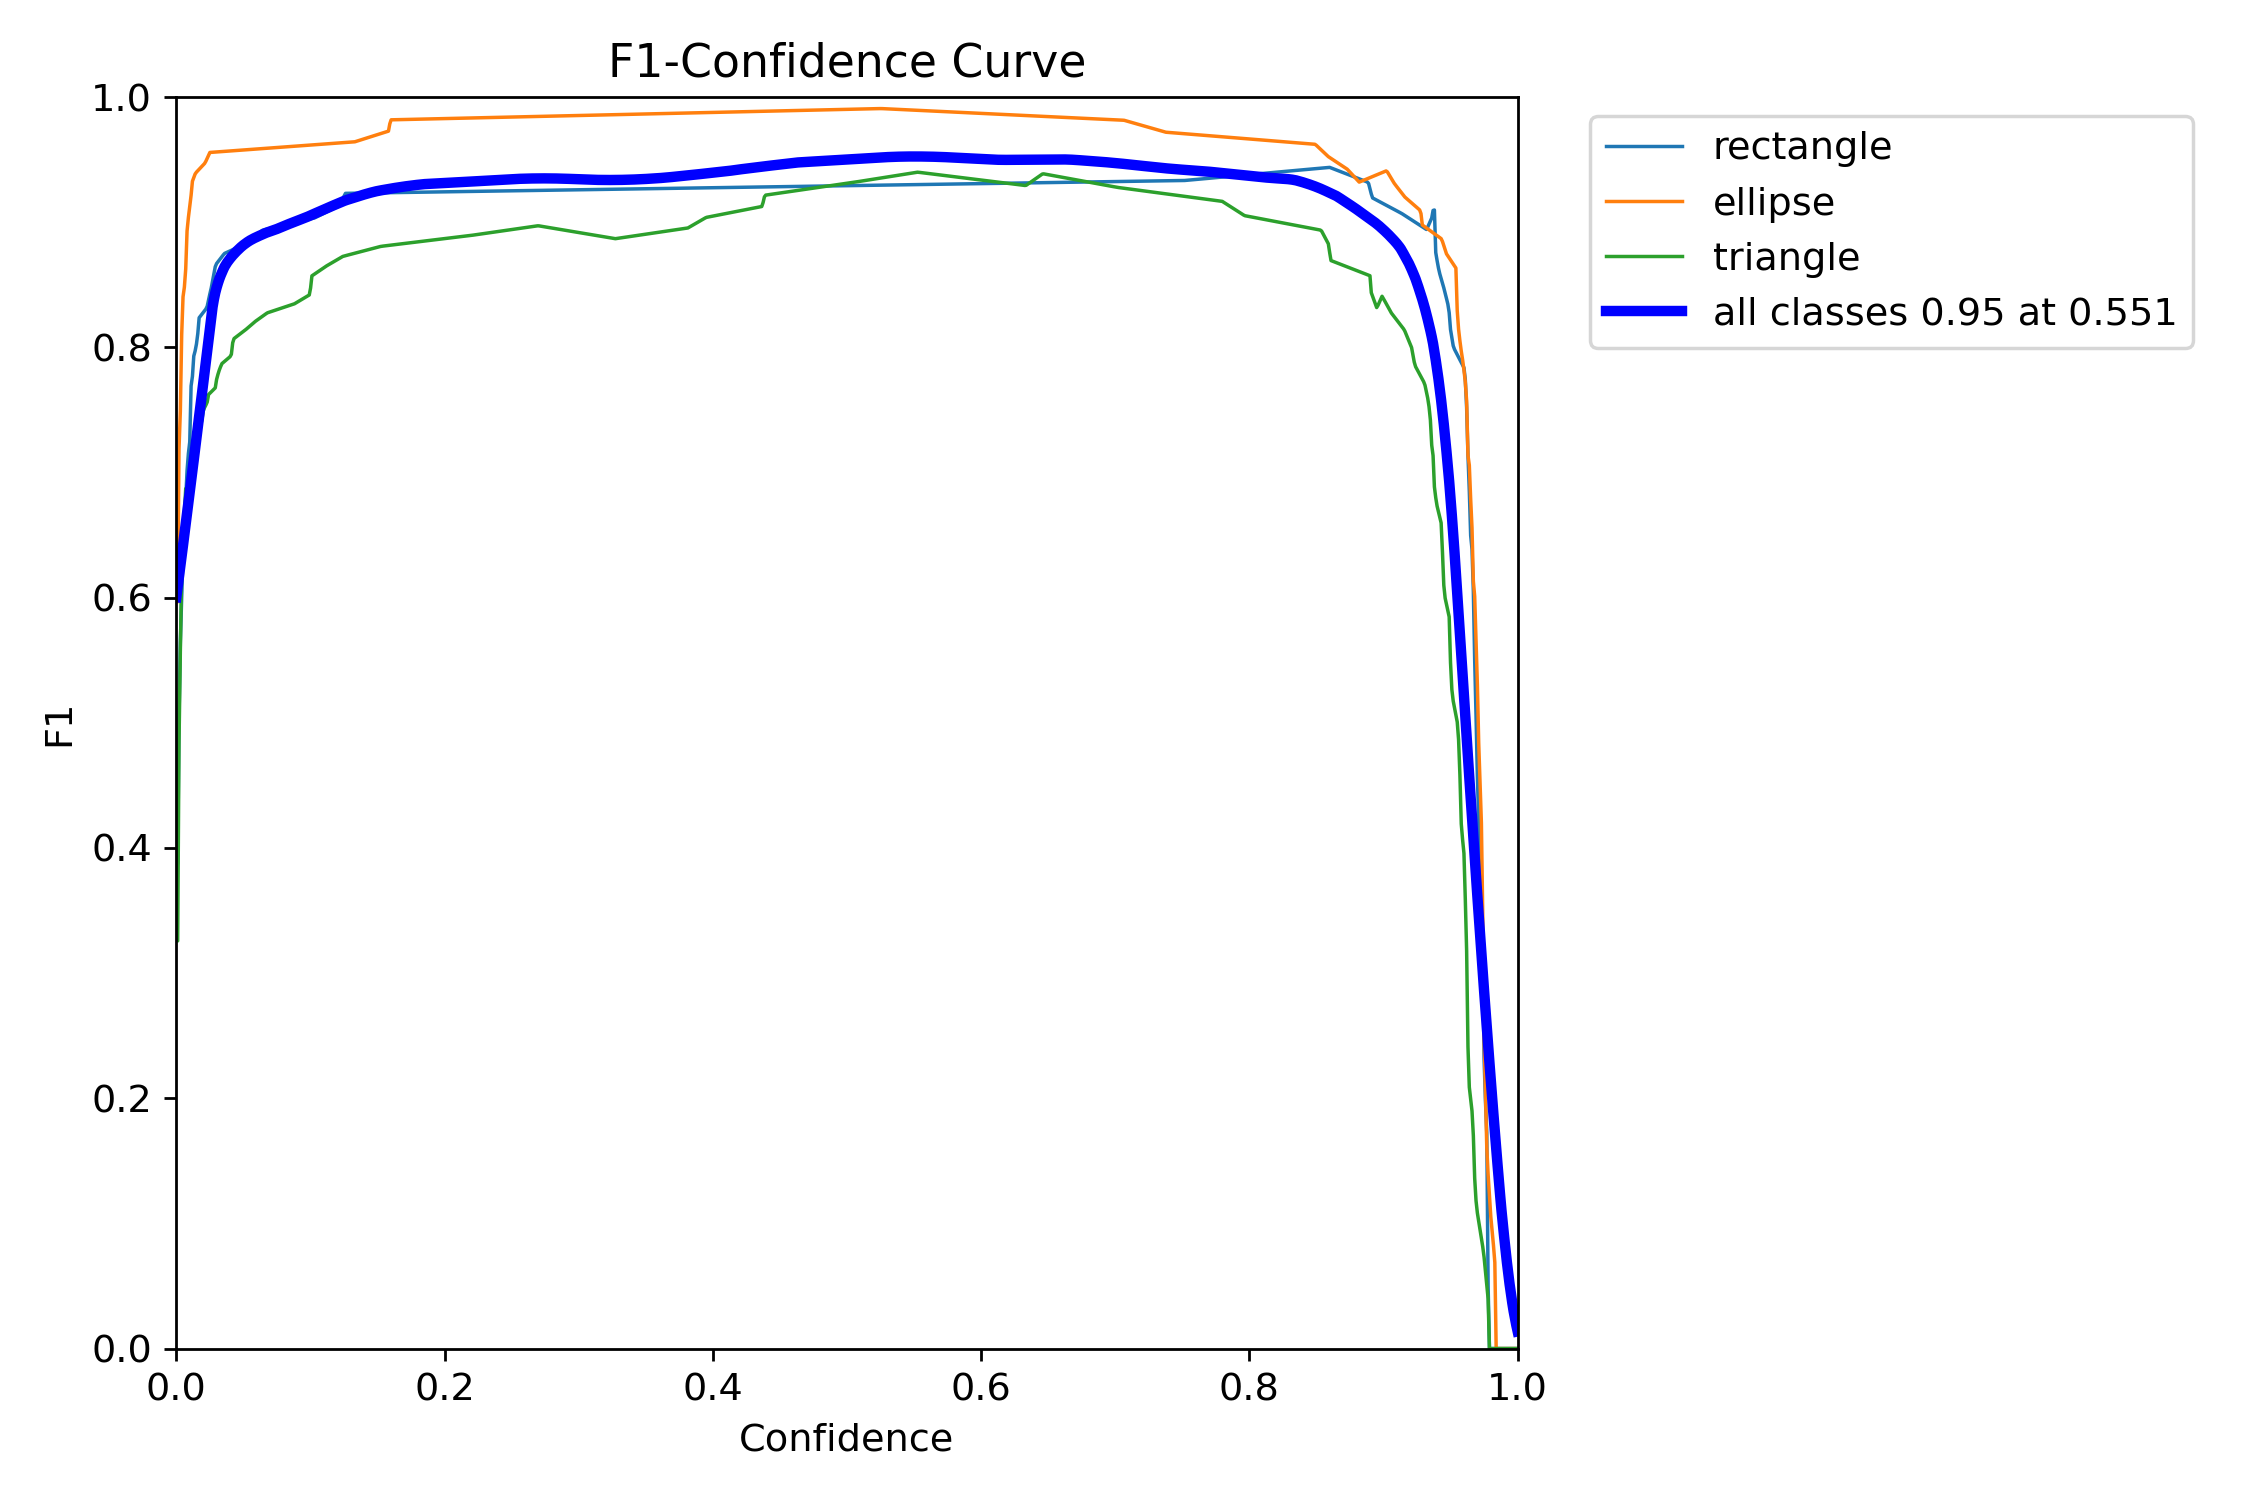 F1-Confidence Curve
1.0
0.8
0.6
0.4
0.2
0.0
F1
0.0 0.2 0.4 0.6 0.8 1.0
Confidence
rectangle
ellipse
triangle
all classes 0.95 at 0.551